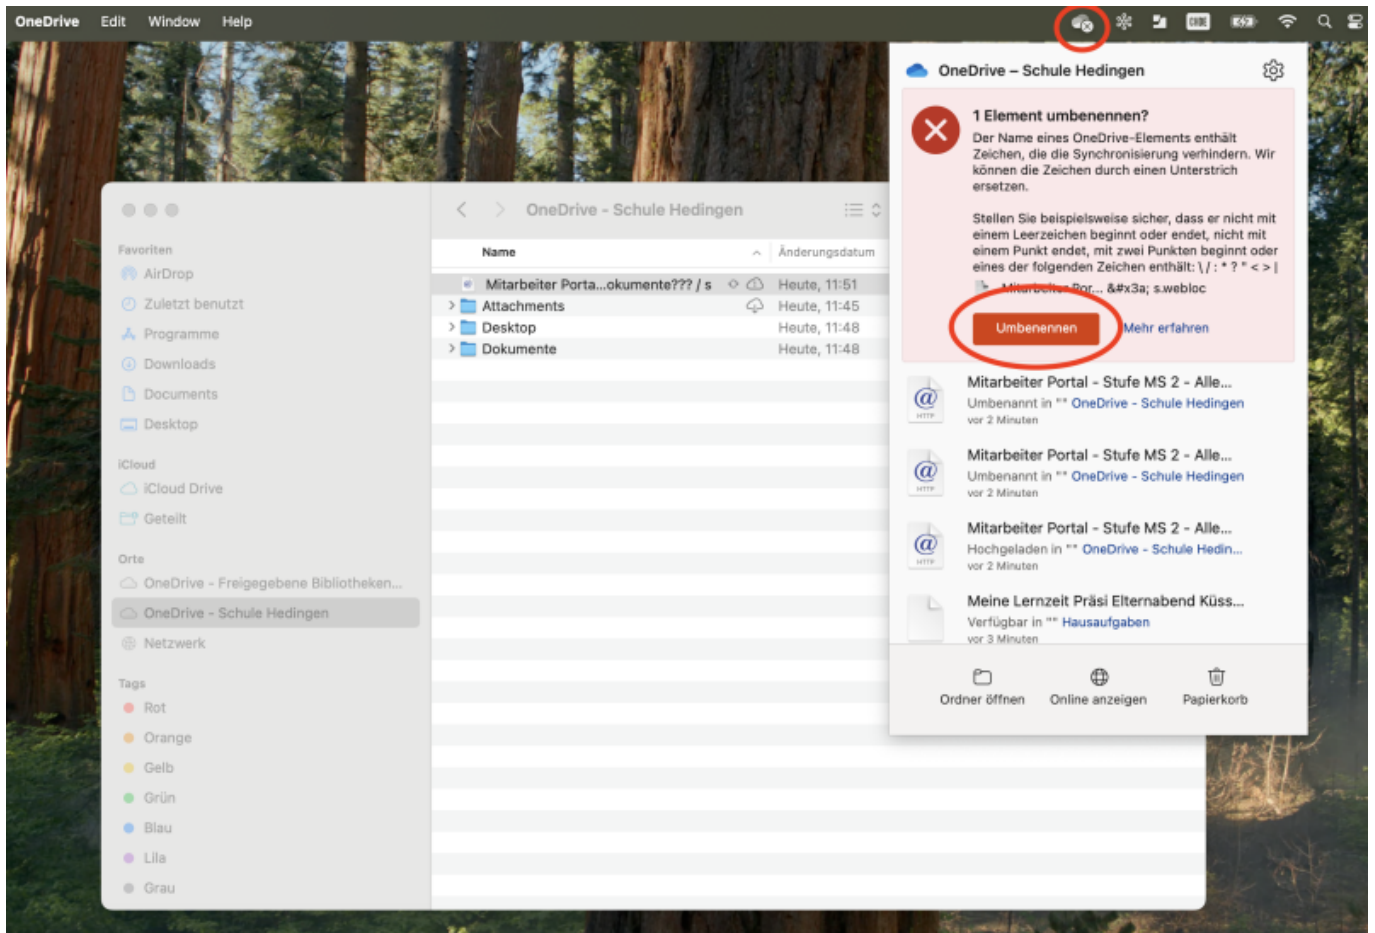 OneDrive Edit Window Help
OneDrive – Schule Hedingen
1 Element umbenennen?
Der Name eines OneDrive-Elements enthält
Zeichen, die die Synchronisierung verhindern. Wir
können die Zeichen durch einen Unterstrich
ersetzen.
Stellen Sie beispielsweise sicher, dass er nicht mit
einem Leerzeichen beginnt oder endet, nicht mit
einem Punkt endet, mit zwei Punkten beginnt oder
eines der folgenden Zeichen enthält: \ / : * ? " < > |
Mitarbeiter Por... &#x3a; s.webloc
Umbenennen Mehr erfahren
Mitarbeiter Portal - Stufe MS 2 - Alle...
Umbenannt in "" OneDrive - Schule Hedingen
vor 2 Minuten
Mitarbeiter Portal - Stufe MS 2 - Alle...
Umbenannt in "" OneDrive - Schule Hedingen
vor 2 Minuten
Mitarbeiter Portal - Stufe MS 2 - Alle...
Hochgeladen in "" OneDrive - Schule Hedin...
vor 2 Minuten
Meine Lernzeit Präsi Elternabend Küss...
Verfügbar in "" Hausaufgaben
vor 3 Minuten
HTTP
HTTP
HTTP
Ordner öffnen Online anzeigen Papierkorb
OneDrive - Schule Hedingen
Name Änderungsdatum
Mitarbeiter Porta...okumente??? / s Heute, 11:51
Attachments Heute, 11:45
Desktop Heute, 11:48
Dokumente Heute, 11:48
Favoriten
AirDrop
Zuletzt benutzt
Programme
Downloads
Documents
Desktop
iCloud
iCloud Drive
Geteilt
Orte
OneDrive - Freigegebene Bibliotheken...
OneDrive - Schule Hedingen
Netzwerk
Tags
Rot
Orange
Gelb
Grün
Blau
Lila
Grau